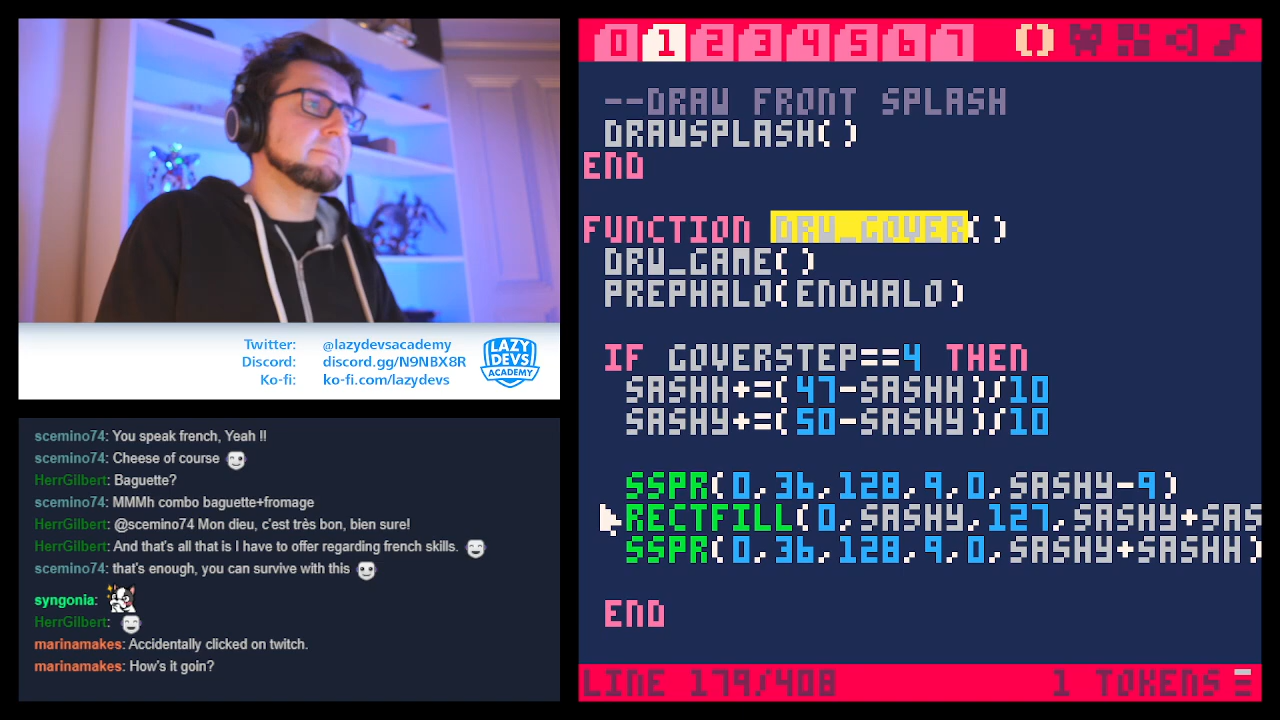 Twitter: @lazydevsacademy
Discord: discord.gg/N9NBX8R
Ko-fi: ko-fi.com/lazydevs
LAZY
DEVS
ACADEMY
scemino74: You speak french, Yeah !!
scemino74: Cheese of course
HerrGilbert: Baguette?
scemino74: MMMh combo baguette+fromage
HerrGilbert: @scemino74 Mon dieu, c'est très bon, bien sure!
HerrGilbert: And that's all that is I have to offer regarding french skills.
scemino74: that's enough, you can survive with this
syngonia:
HerrGilbert:
marinamakes: Accidentally clicked on twitch.
marinamakes: How's it goin?
0 1 2 3 4 5 6 7 ()
--DRAW FRONT SPLASH
DRAWSPLASH()
END
FUNCTION DRW_GOVER()
DRW_GAME()
PREPHALO(ENDHALO)
IF GOVERSTEP==4 THEN
SASHH+=(47-SASHH)/10
SASHY+=(50-SASHY)/10
SSPR(0,36,128,9,0,SASHY-9)
RECTFILL(0,SASHY,127,SASHY+SAS
SSPR(0,36,128,9,0,SASHY+SASHH)
END
LINE 179/408 1 TOKENS